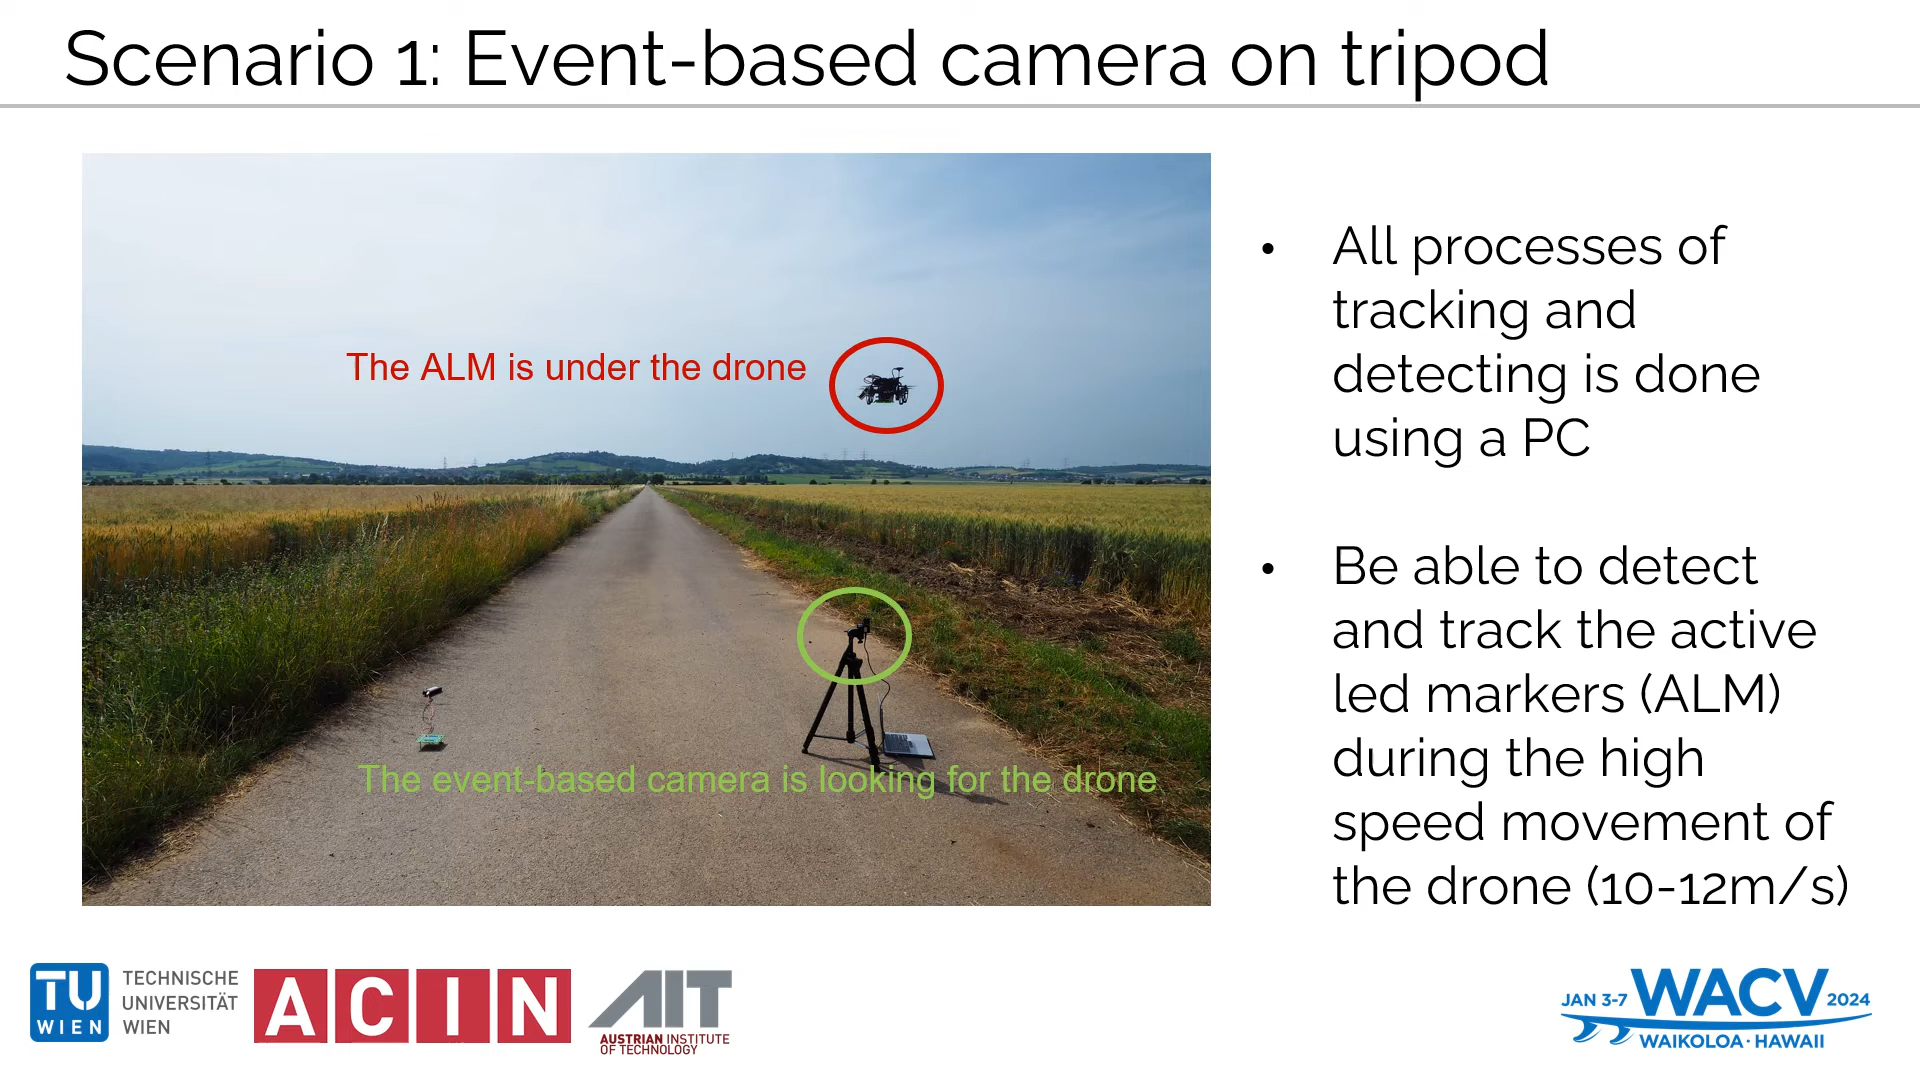 Scenario 1: Event-based camera on tripod
The ALM is under the drone
The event-based camera is looking for the drone
• All processes of
tracking and
detecting is done
using a PC
• Be able to detect
and track the active
led markers (ALM)
during the high
speed movement of
the drone (10-12m/s)
TU
WIEN
TECHNISCHE
UNIVERSITÄT
WIEN
ACIN
AIT
AUSTRIAN INSTITUTE
OF TECHNOLOGY
JAN 3-7 WACV 2024
WAIKOLOA · HAWAII